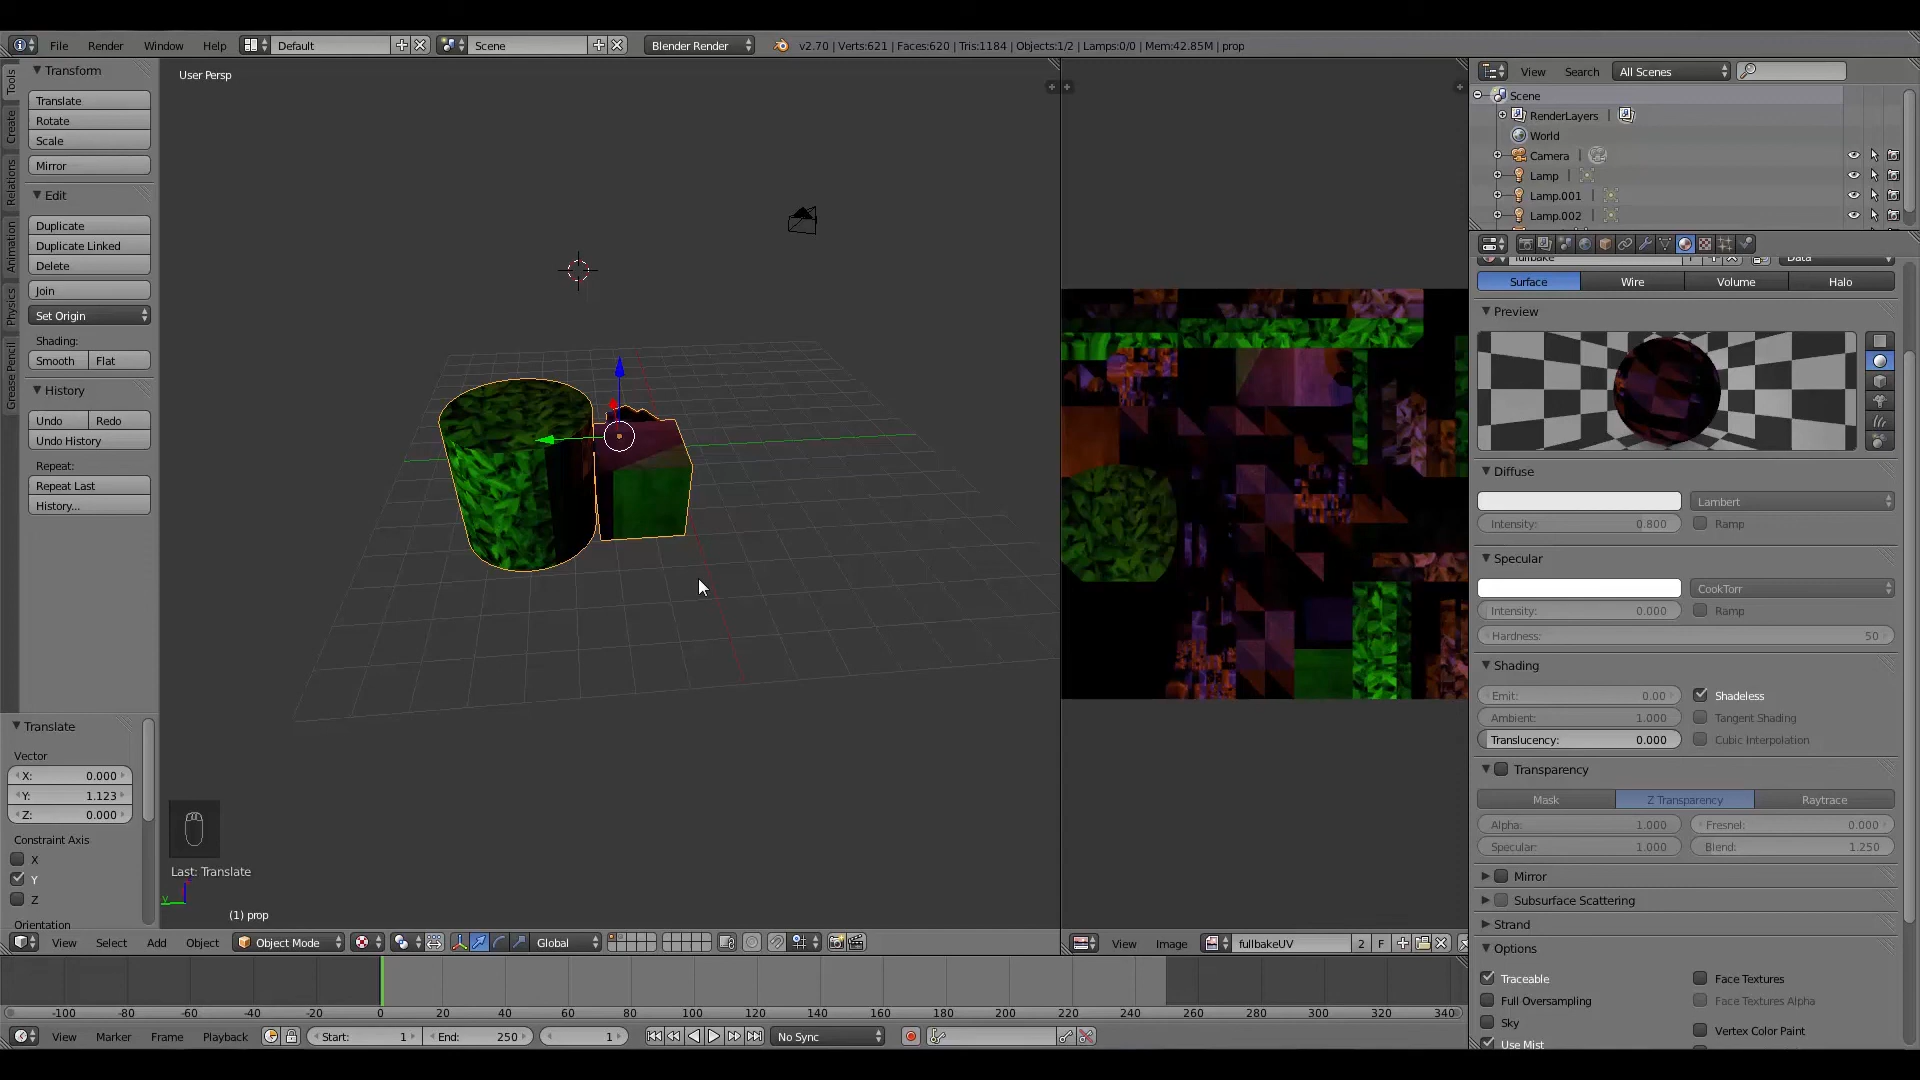 File Render Window Help Default Scene Blender Render v2.70 | Verts:621 | Faces:620 | Tris:1184 | Objects:1/2 | Lamps:0/0 | Mem:42.85M | prop
Tools
Create
Relations
Animation
Physics
Grease Pencil
Transform
Translate
Rotate
Scale
Mirror
Edit
Duplicate
Duplicate Linked
Delete
Join
Set Origin
Shading:
Smooth Flat
History
Undo Redo
Undo History
Repeat:
Repeat Last
History...
Translate
Vector
X: 0.000
Y: 1.123
Z: 0.000
Constraint Axis
X
Y
Z
Orientation
User Persp
Last: Translate
y
(1) prop
View Select Add Object Object Mode Global
View Image fullbakeUV 2 F
View Search All Scenes
Scene
RenderLayers |
World
Camera |
Lamp |
Lamp.001 |
Lamp.002 |
fullbake Data
Surface Wire Volume Halo
Preview
Diffuse
Lambert
Intensity: 0.800 Ramp
Specular
CookTorr
Intensity: 0.000 Ramp
Hardness: 50
Shading
Emit: 0.00 Shadeless
Ambient: 1.000 Tangent Shading
Translucency: 0.000 Cubic Interpolation
Transparency
Mask Z Transparency Raytrace
Alpha: 1.000 Fresnel: 0.000
Specular: 1.000 Blend: 1.250
Mirror
Subsurface Scattering
Strand
Options
Traceable Face Textures
Full Oversampling Face Textures Alpha
Sky
Vertex Color Paint
Use Mist
-100 -80 -60 -40 -20 0 20 40 60 80 100 120 140 160 180 200 220 240 260 280 300 320 340
View Marker Frame Playback Start: 1 End: 250 1 No Sync